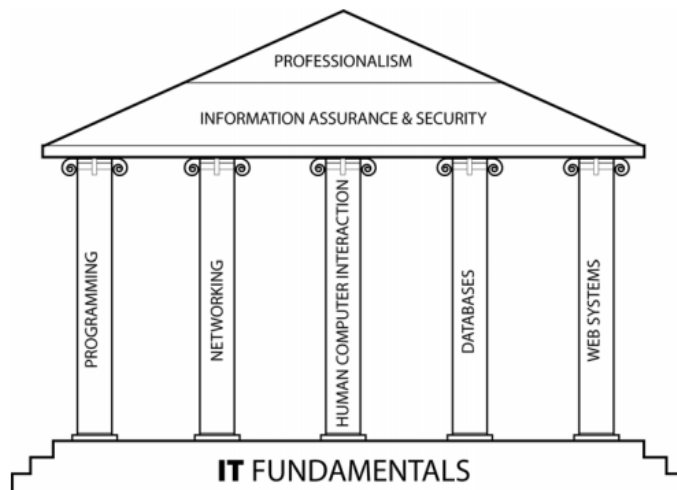 PROFESSIONALISM
INFORMATION ASSURANCE & SECURITY
PROGRAMMING
NETWORKING
HUMAN COMPUTER INTERACTION
DATABASES
WEB SYSTEMS
IT FUNDAMENTALS